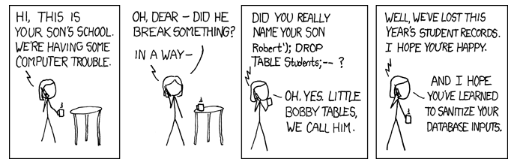 HI, THIS IS
YOUR SON'S SCHOOL.
WE'RE HAVING SOME
COMPUTER TROUBLE.
OH, DEAR – DID HE
BREAK SOMETHING?
IN A WAY–
DID YOU REALLY
NAME YOUR SON
Robert'); DROP
TABLE Students;-- ?
OH. YES. LITTLE
BOBBY TABLES,
WE CALL HIM.
WELL, WE'VE LOST THIS
YEAR'S STUDENT RECORDS.
I HOPE YOU'RE HAPPY.
AND I HOPE
YOU'VE LEARNED
TO SANITIZE YOUR
DATABASE INPUTS.